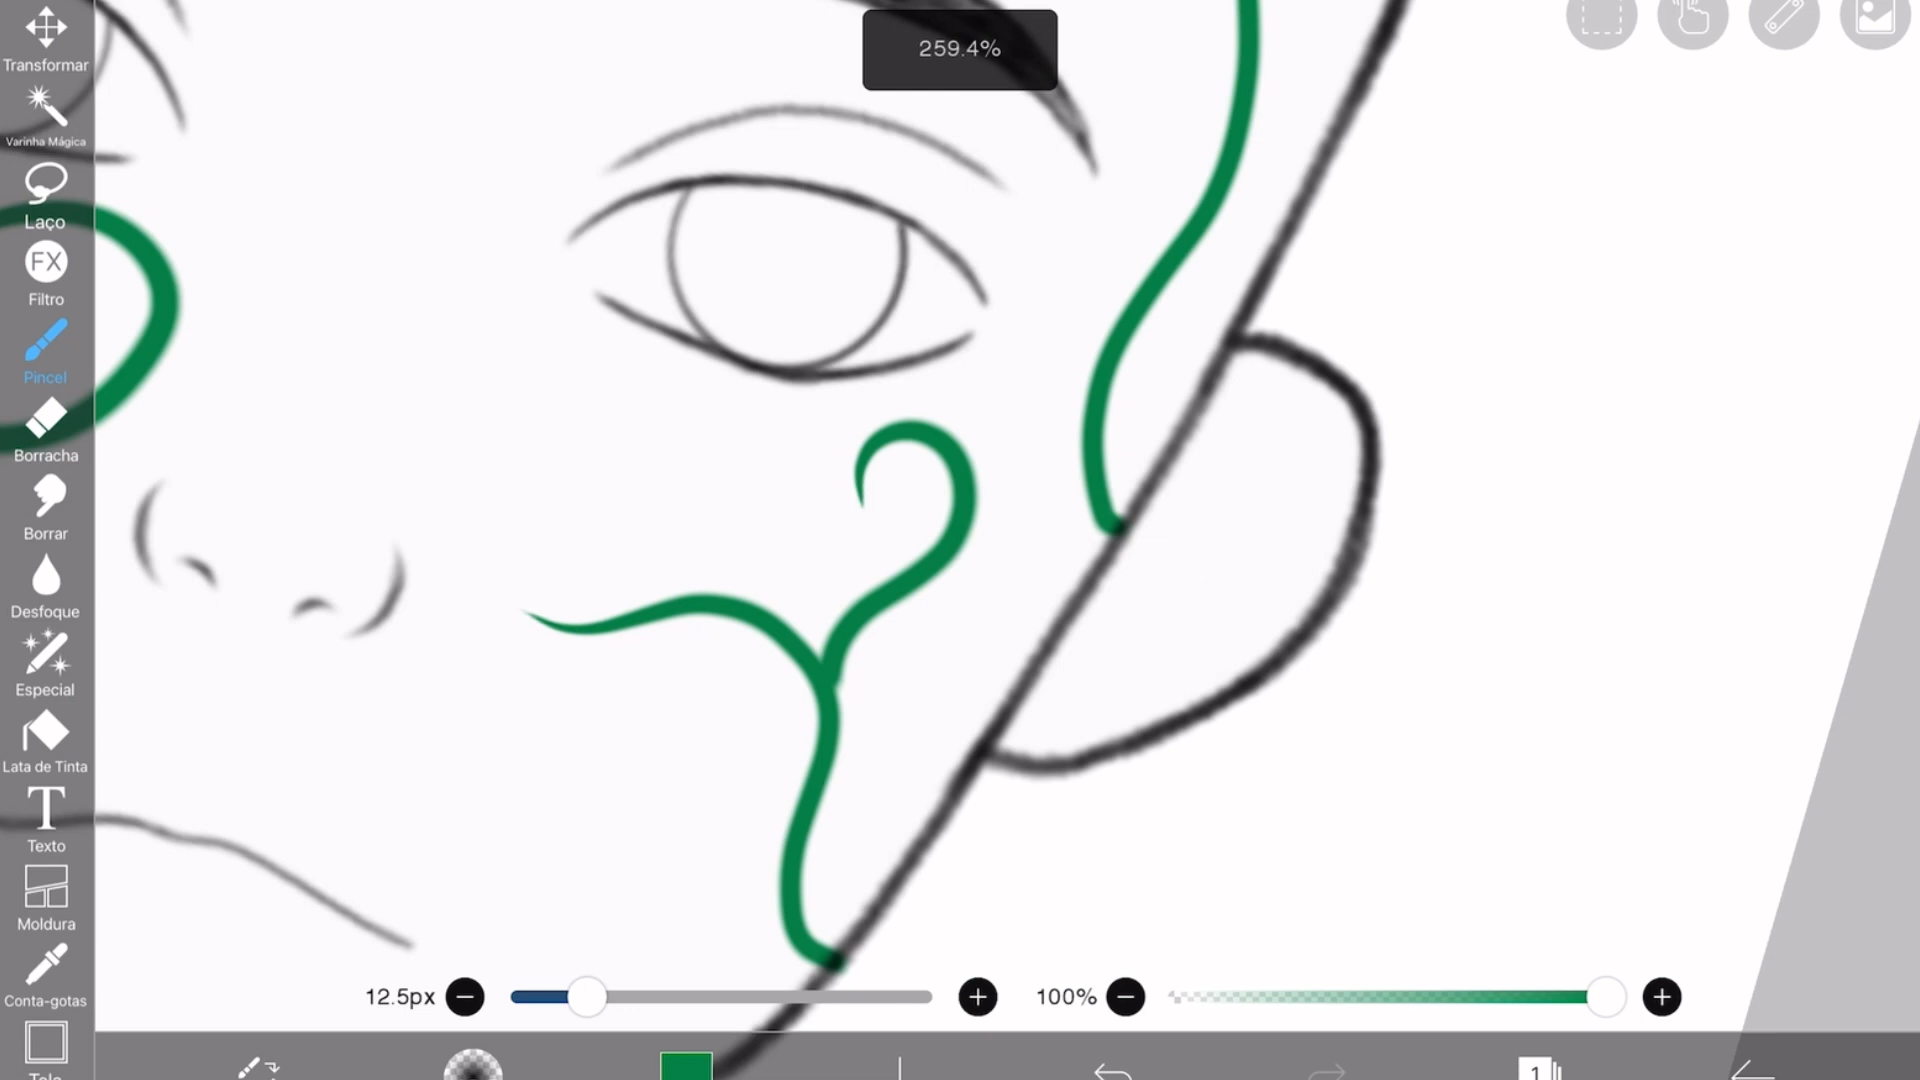 259.4%
Transformar
Varinha Mágica
Laço
FX
Filtro
Pincel
Borracha
Borrar
Desfoque
Especial
Lata de Tinta
T
Texto
Moldura
Conta-gotas
12.5px
100%
1